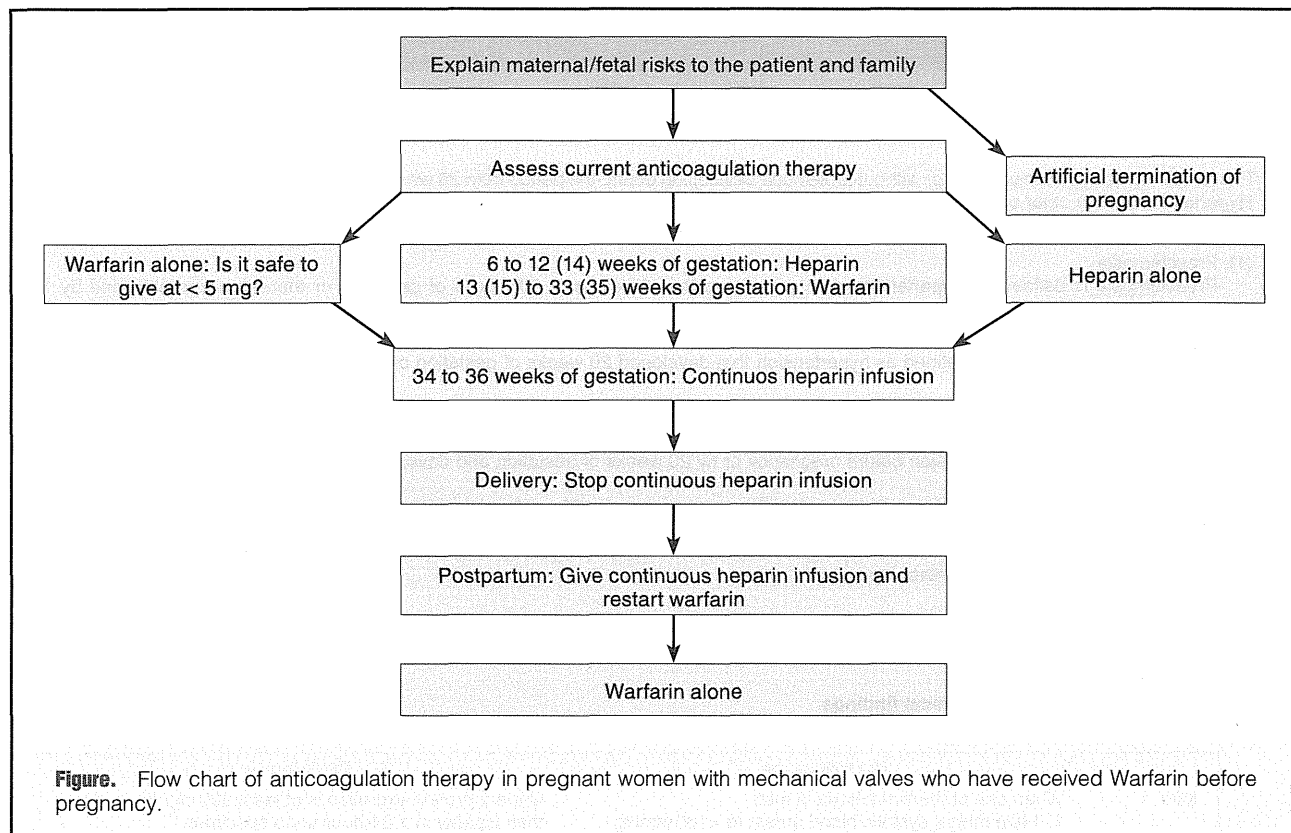 Explain maternal/fetal risks to the patient and family
Assess current anticoagulation therapy
Artificial termination of
pregnancy
Warfarin alone: Is it safe to
give at < 5 mg?
6 to 12 (14) weeks of gestation: Heparin
13 (15) to 33 (35) weeks of gestation: Warfarin
Heparin alone
34 to 36 weeks of gestation: Continuos heparin infusion
Delivery: Stop continuous heparin infusion
Postpartum: Give continuous heparin infusion and
restart warfarin
Warfarin alone
Figure. Flow chart of anticoagulation therapy in pregnant women with mechanical valves who have received Warfarin before
pregnancy.